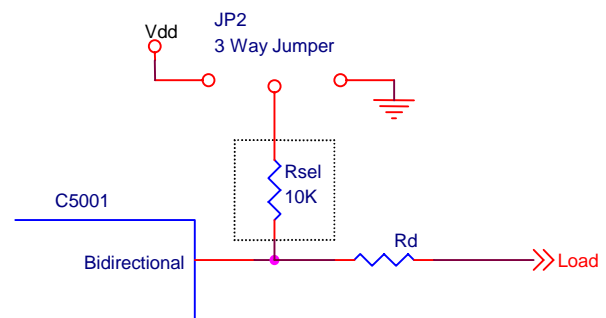 JP2
Vdd
3 Way Jumper
Rsel
10K
C5001
Rd
Bidirectional
Load